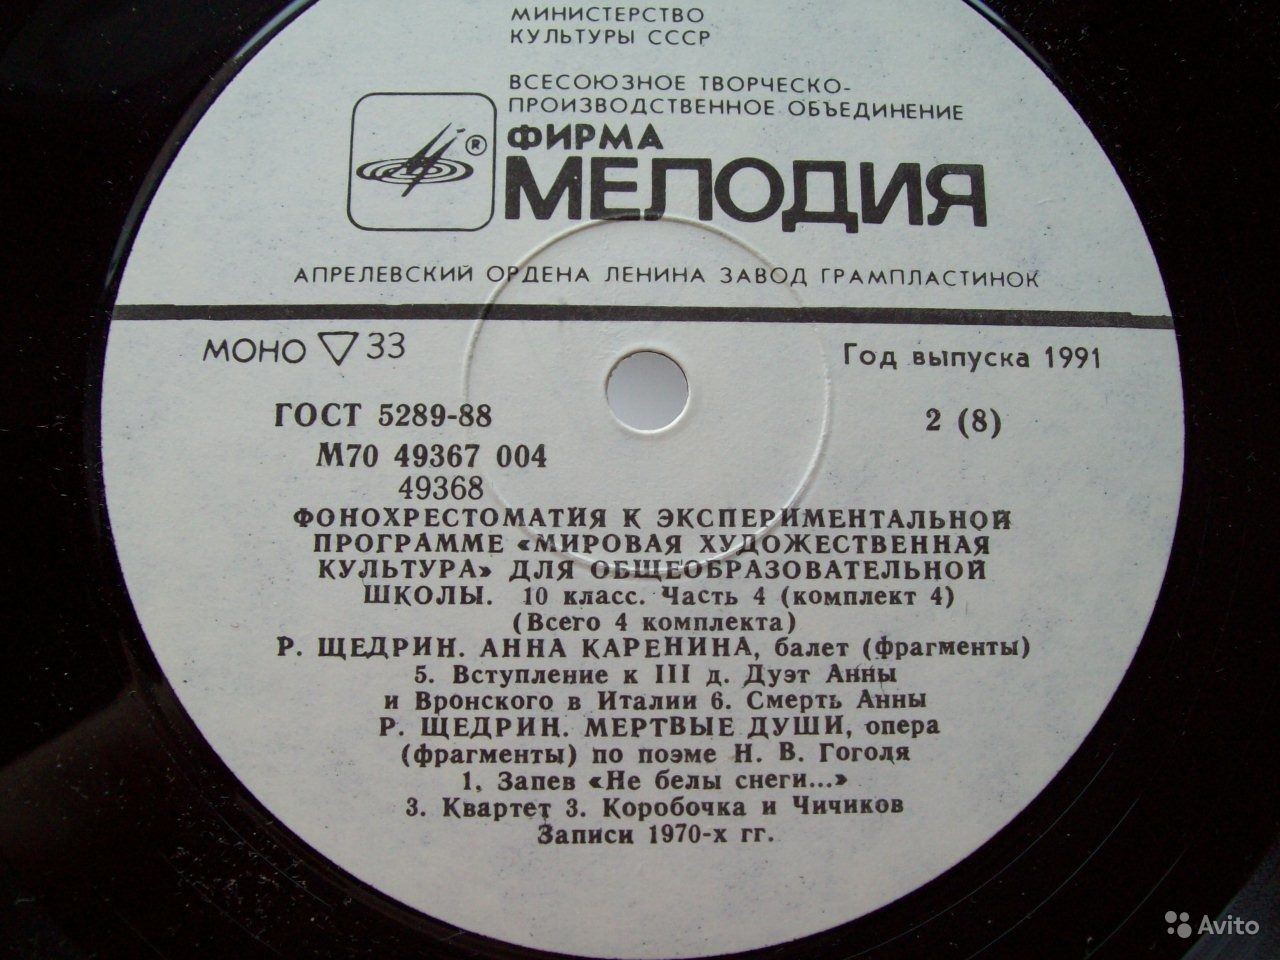 МИНИСТЕРСТВО
КУЛЬТУРЫ СССР
ВСЕСОЮЗНОЕ ТВОРЧЕСКО-
ПРОИЗВОДСТВЕННОЕ ОБЪЕДИНЕНИЕ
ФИРМА
®
МЕЛОДИЯ
АПРЕЛЕВСКИЙ ОРДЕНА ЛЕНИНА ЗАВОД ГРАМПЛАСТИНОК
МОНО ▽ 33
Год выпуска 1991
ГОСТ 5289-88
2 (8)
М70 49367 004
49368
ФОНОХРЕСТОМАТИЯ К ЭКСПЕРИМЕНТАЛЬНОЙ
ПРОГРАММЕ «МИРОВАЯ ХУДОЖЕСТВЕННАЯ
КУЛЬТУРА» ДЛЯ ОБЩЕОБРАЗОВАТЕЛЬНОЙ
ШКОЛЫ. 10 класс. Часть 4 (комплект 4)
(Всего 4 комплекта)
Р. ЩЕДРИН. АННА КАРЕНИНА, балет (фрагменты)
5. Вступление к III д. Дуэт Анны
и Вронского в Италии 6. Смерть Анны
Р. ЩЕДРИН. МЕРТВЫЕ ДУШИ, опера
(фрагменты) по поэме Н. В. Гоголя
1. Запев «Не белы снеги...»
3. Квартет 3. Коробочка и Чичиков
Записи 1970-х гг.
Avito